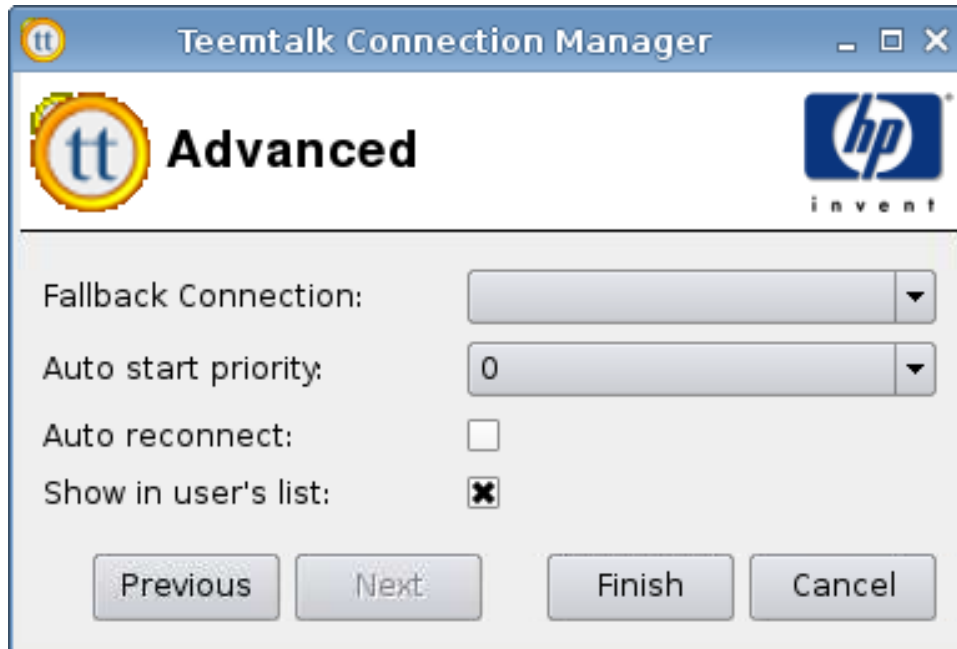 tt Teemtalk Connection Manager
tt Advanced
hp
invent
Fallback Connection:
Auto start priority: 0
Auto reconnect:
Show in user's list:
Previous Next Finish Cancel